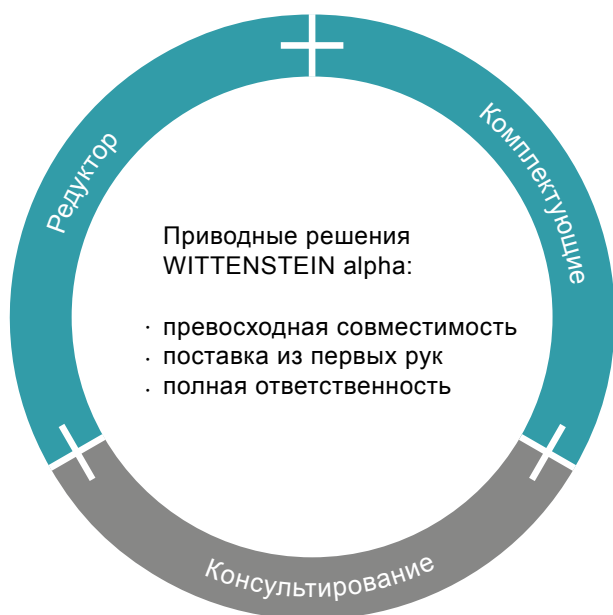 Редуктор
Комплектующие
Приводные решения
WITTENSTEIN alpha:
· превосходная совместимость
· поставка из первых рук
· полная ответственность
Консультирование